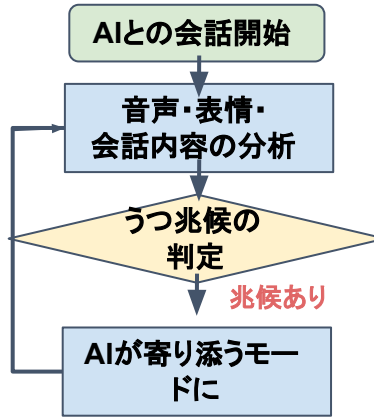 AIとの会話開始
音声・表情・
会話内容の分析
うつ兆候の
判定
兆候あり
AIが寄り添うモー
ドに